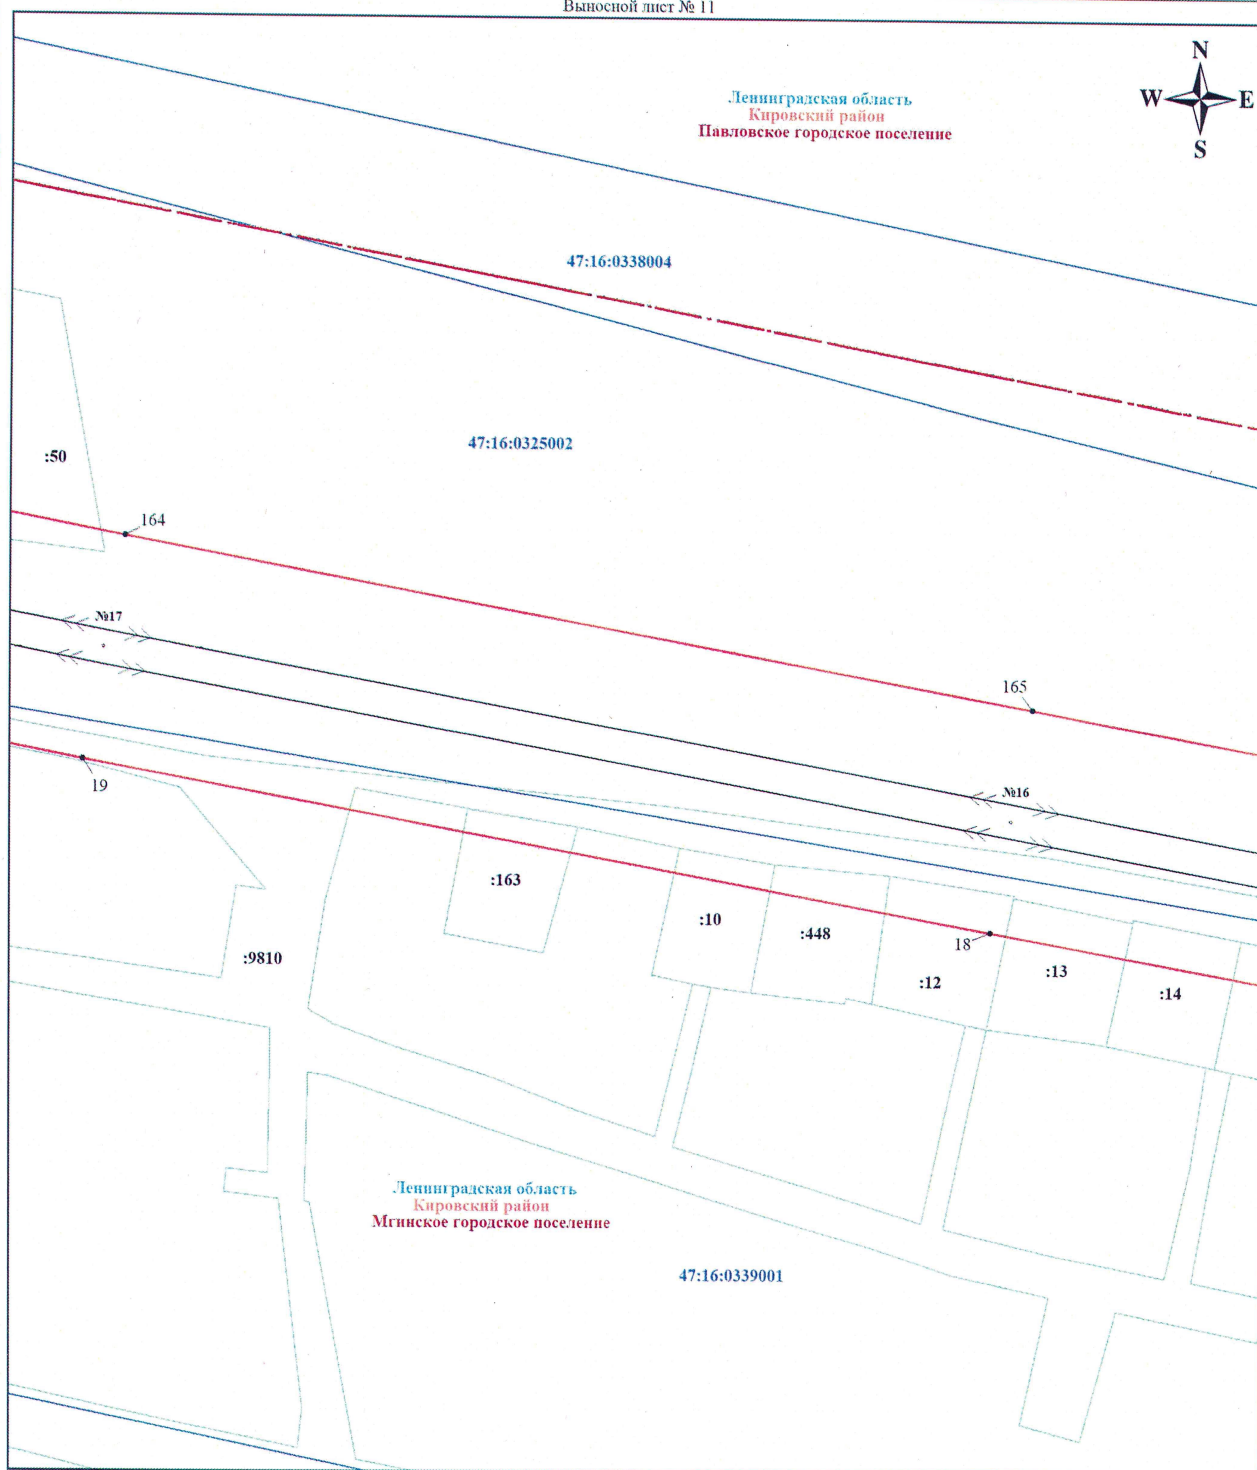 Выносной лист № 11
N
W E
S
Ленинградская область
Кировский район
Павловское городское поселение
47:16:0338004
47:16:0325002
:50
164
№17
165
19
№16
:163
:10
:448
18
:9810
:12
:13
:14
Ленинградская область
Кировский район
Мгинское городское поселение
47:16:0339001